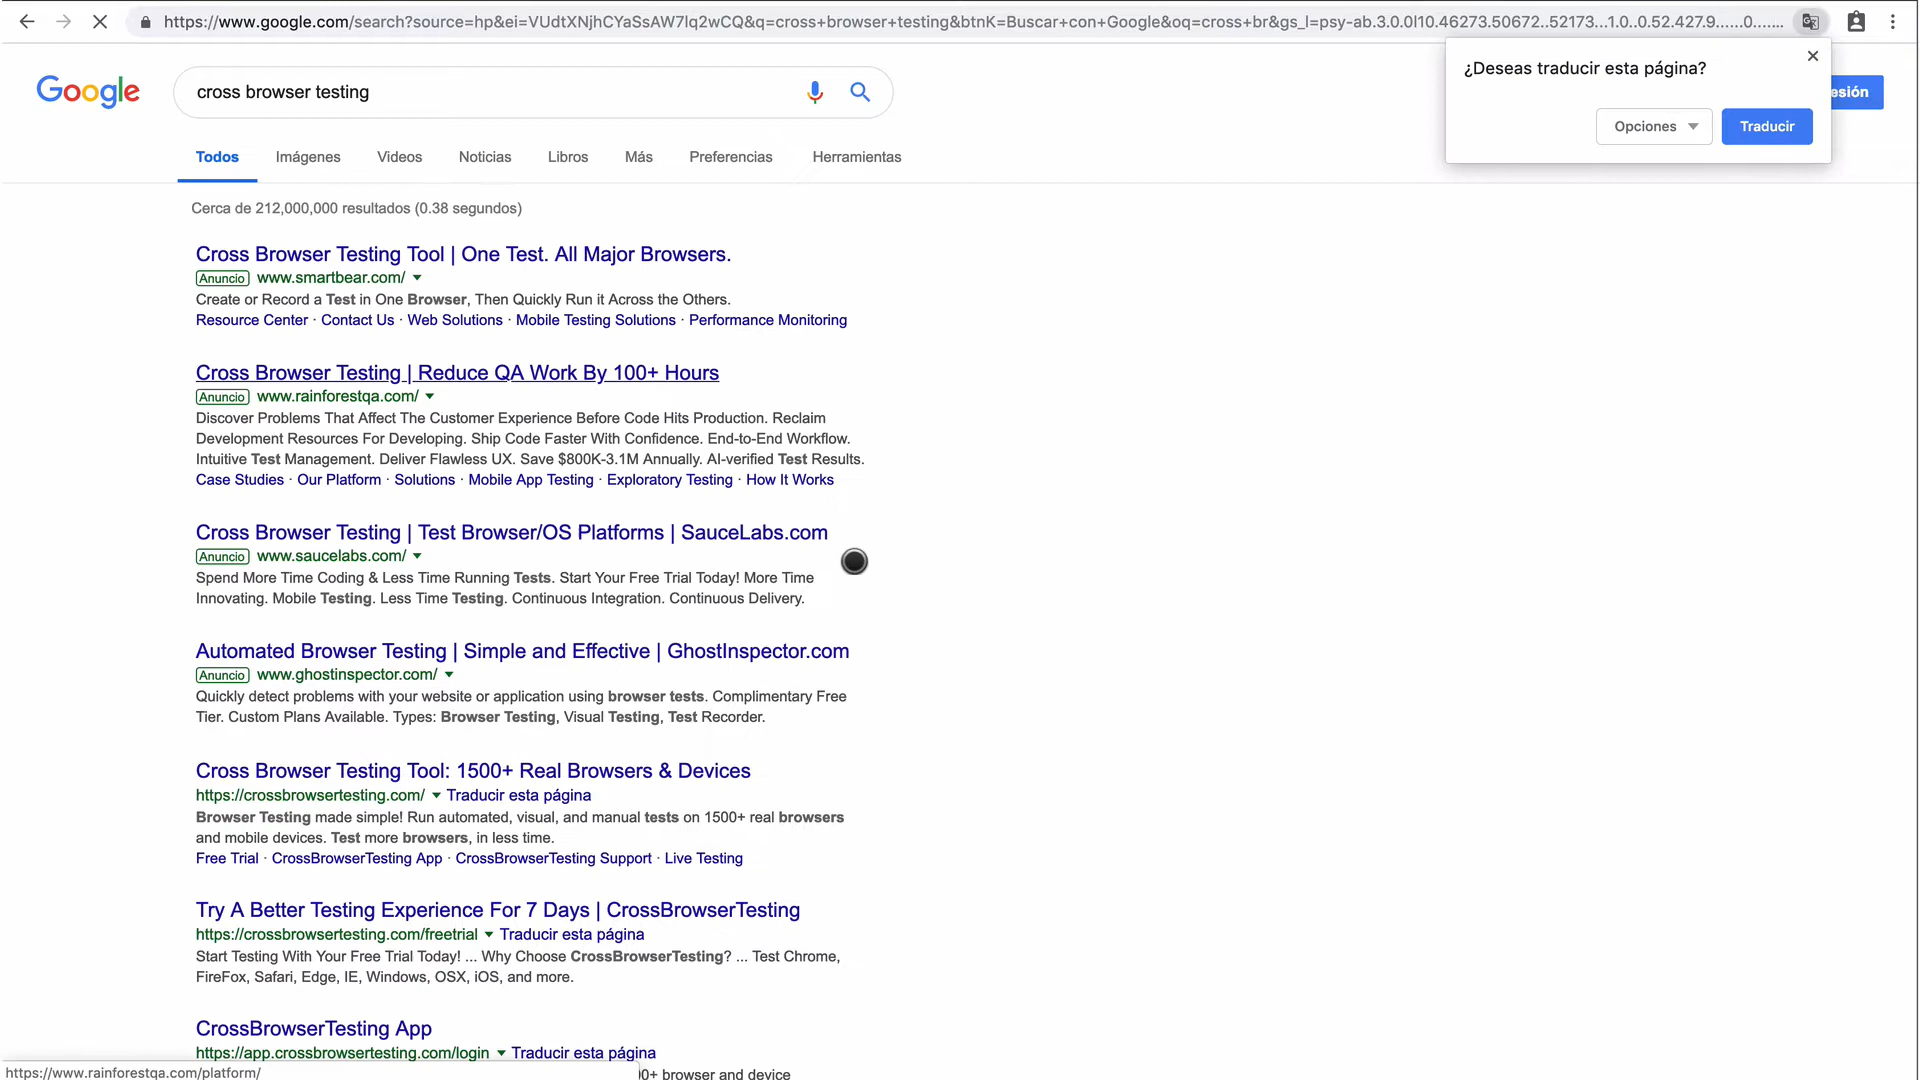 https://www.google.com/search?source=hp&ei=VUdtXNjhCYaSsAW7lq2wCQ&q=cross+browser+testing&btnK=Buscar+con+Google&oq=cross+br&gs_l=psy-ab.3.0.0l10.46273.50672..52173...1.0..0.52.427.9......0.......
¿Deseas traducir esta página?
Google
cross browser testing
esión
Opciones
Traducir
Todos Imágenes Videos Noticias Libros Más Preferencias Herramientas
Cerca de 212,000,000 resultados (0.38 segundos)
Cross Browser Testing Tool | One Test. All Major Browsers.
Anuncio www.smartbear.com/
Create or Record a Test in One Browser, Then Quickly Run it Across the Others.
Resource Center · Contact Us · Web Solutions · Mobile Testing Solutions · Performance Monitoring
Cross Browser Testing | Reduce QA Work By 100+ Hours
Anuncio www.rainforestqa.com/
Discover Problems That Affect The Customer Experience Before Code Hits Production. Reclaim
Development Resources For Developing. Ship Code Faster With Confidence. End-to-End Workflow.
Intuitive Test Management. Deliver Flawless UX. Save $800K-3.1M Annually. AI-verified Test Results.
Case Studies · Our Platform · Solutions · Mobile App Testing · Exploratory Testing · How It Works
Cross Browser Testing | Test Browser/OS Platforms | SauceLabs.com
Anuncio www.saucelabs.com/
Spend More Time Coding & Less Time Running Tests. Start Your Free Trial Today! More Time
Innovating. Mobile Testing. Less Time Testing. Continuous Integration. Continuous Delivery.
Automated Browser Testing | Simple and Effective | GhostInspector.com
Anuncio www.ghostinspector.com/
Quickly detect problems with your website or application using browser tests. Complimentary Free
Tier. Custom Plans Available. Types: Browser Testing, Visual Testing, Test Recorder.
Cross Browser Testing Tool: 1500+ Real Browsers & Devices
https://crossbrowsertesting.com/ Traducir esta página
Browser Testing made simple! Run automated, visual, and manual tests on 1500+ real browsers
and mobile devices. Test more browsers, in less time.
Free Trial · CrossBrowserTesting App · CrossBrowserTesting Support · Live Testing
Try A Better Testing Experience For 7 Days | CrossBrowserTesting
https://crossbrowsertesting.com/freetrial Traducir esta página
Start Testing With Your Free Trial Today! ... Why Choose CrossBrowserTesting? ... Test Chrome,
FireFox, Safari, Edge, IE, Windows, OSX, iOS, and more.
CrossBrowserTesting App
https://app.crossbrowsertesting.com/login Traducir esta página
https://www.rainforestqa.com/platform/
0+ browser and device